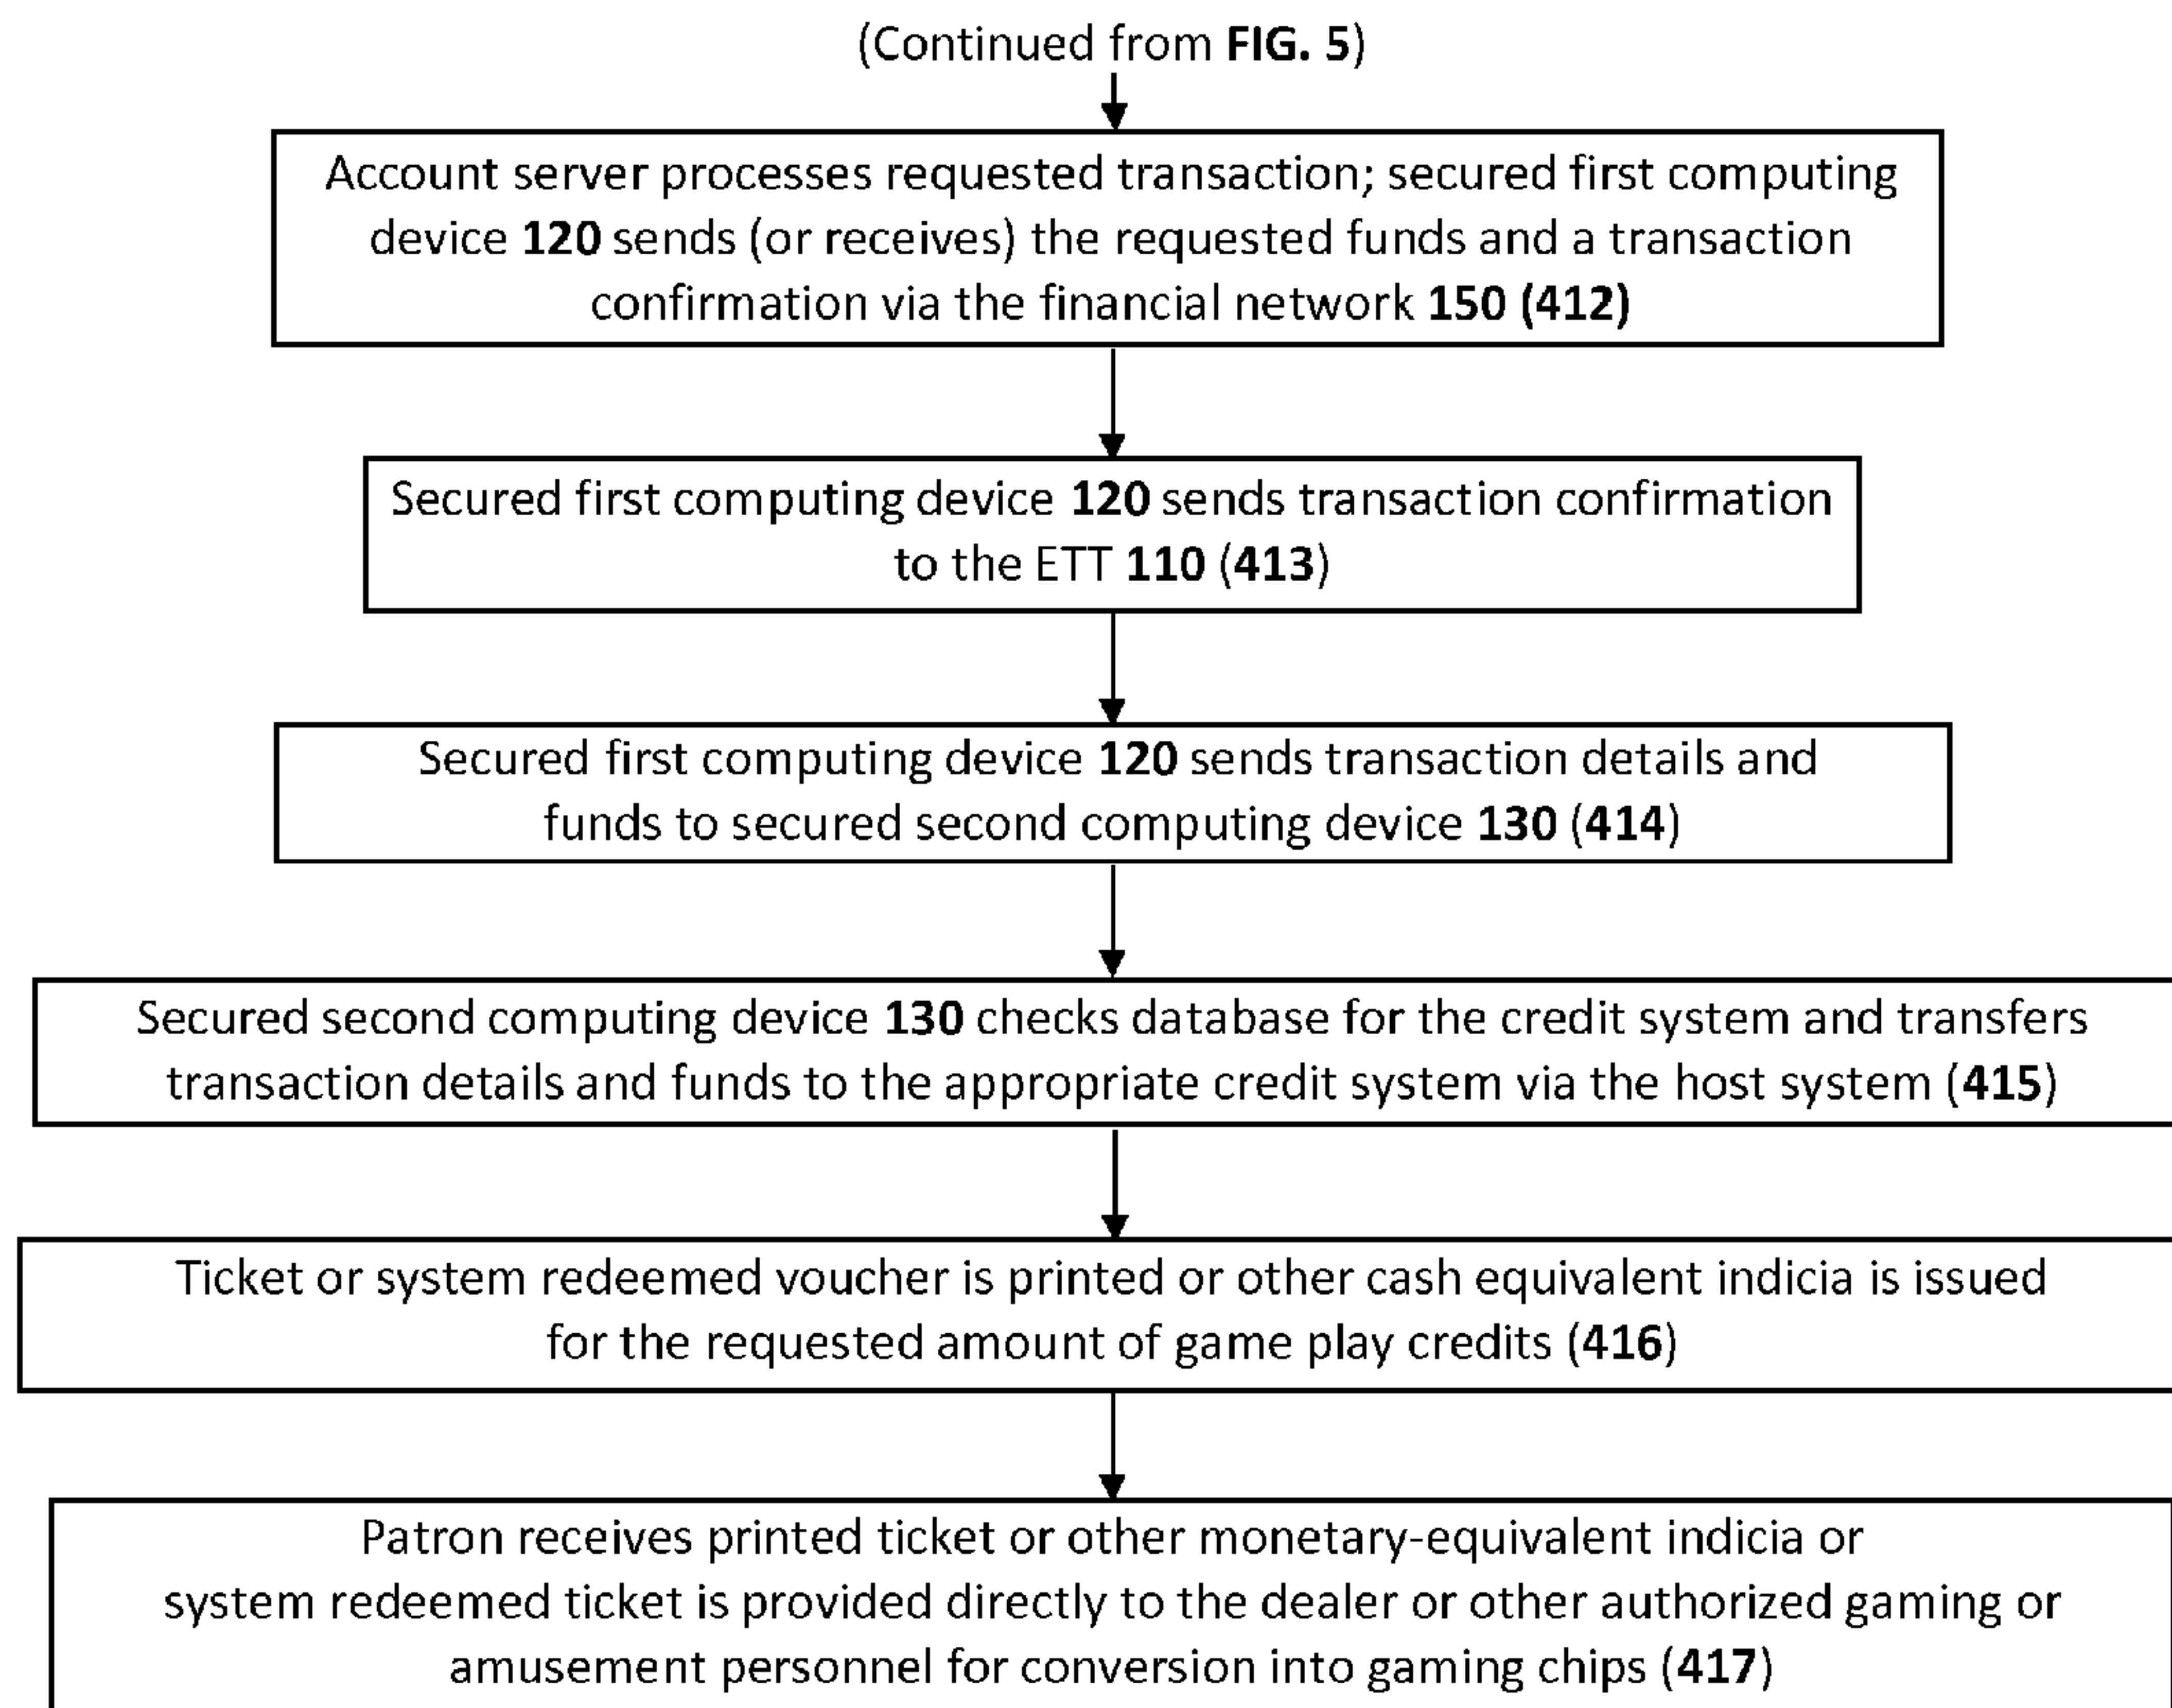 (Continued from FIG. 5)
Account server processes requested transaction; secured first computing
device 120 sends (or receives) the requested funds and a transaction
confirmation via the financial network 150 (412)
Secured first computing device 120 sends transaction confirmation
to the ETT 110 (413)
Secured first computing device 120 sends transaction details and
funds to secured second computing device 130 (414)
Secured second computing device 130 checks database for the credit system and transfers
transaction details and funds to the appropriate credit system via the host system (415)
Ticket or system redeemed voucher is printed or other cash equivalent indicia is issued
for the requested amount of game play credits (416)
Patron receives printed ticket or other monetary-equivalent indicia or
system redeemed ticket is provided directly to the dealer or other authorized gaming or
amusement personnel for conversion into gaming chips (417)